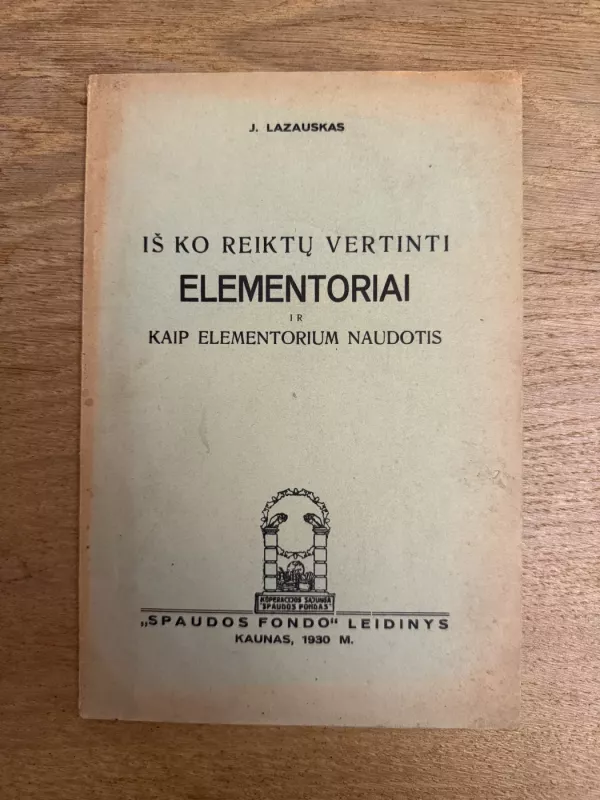 J. LAZAUSKAS
IŠ KO REIKTŲ VERTINTI
ELEMENTORIAI
IR
KAIP ELEMENTORIUM NAUDOTIS
KOPERACIJOS SĄJUNGA
"SPAUDOS FONDAS"
„SPAUDOS FONDO“ LEIDINYS
KAUNAS, 1930 M.